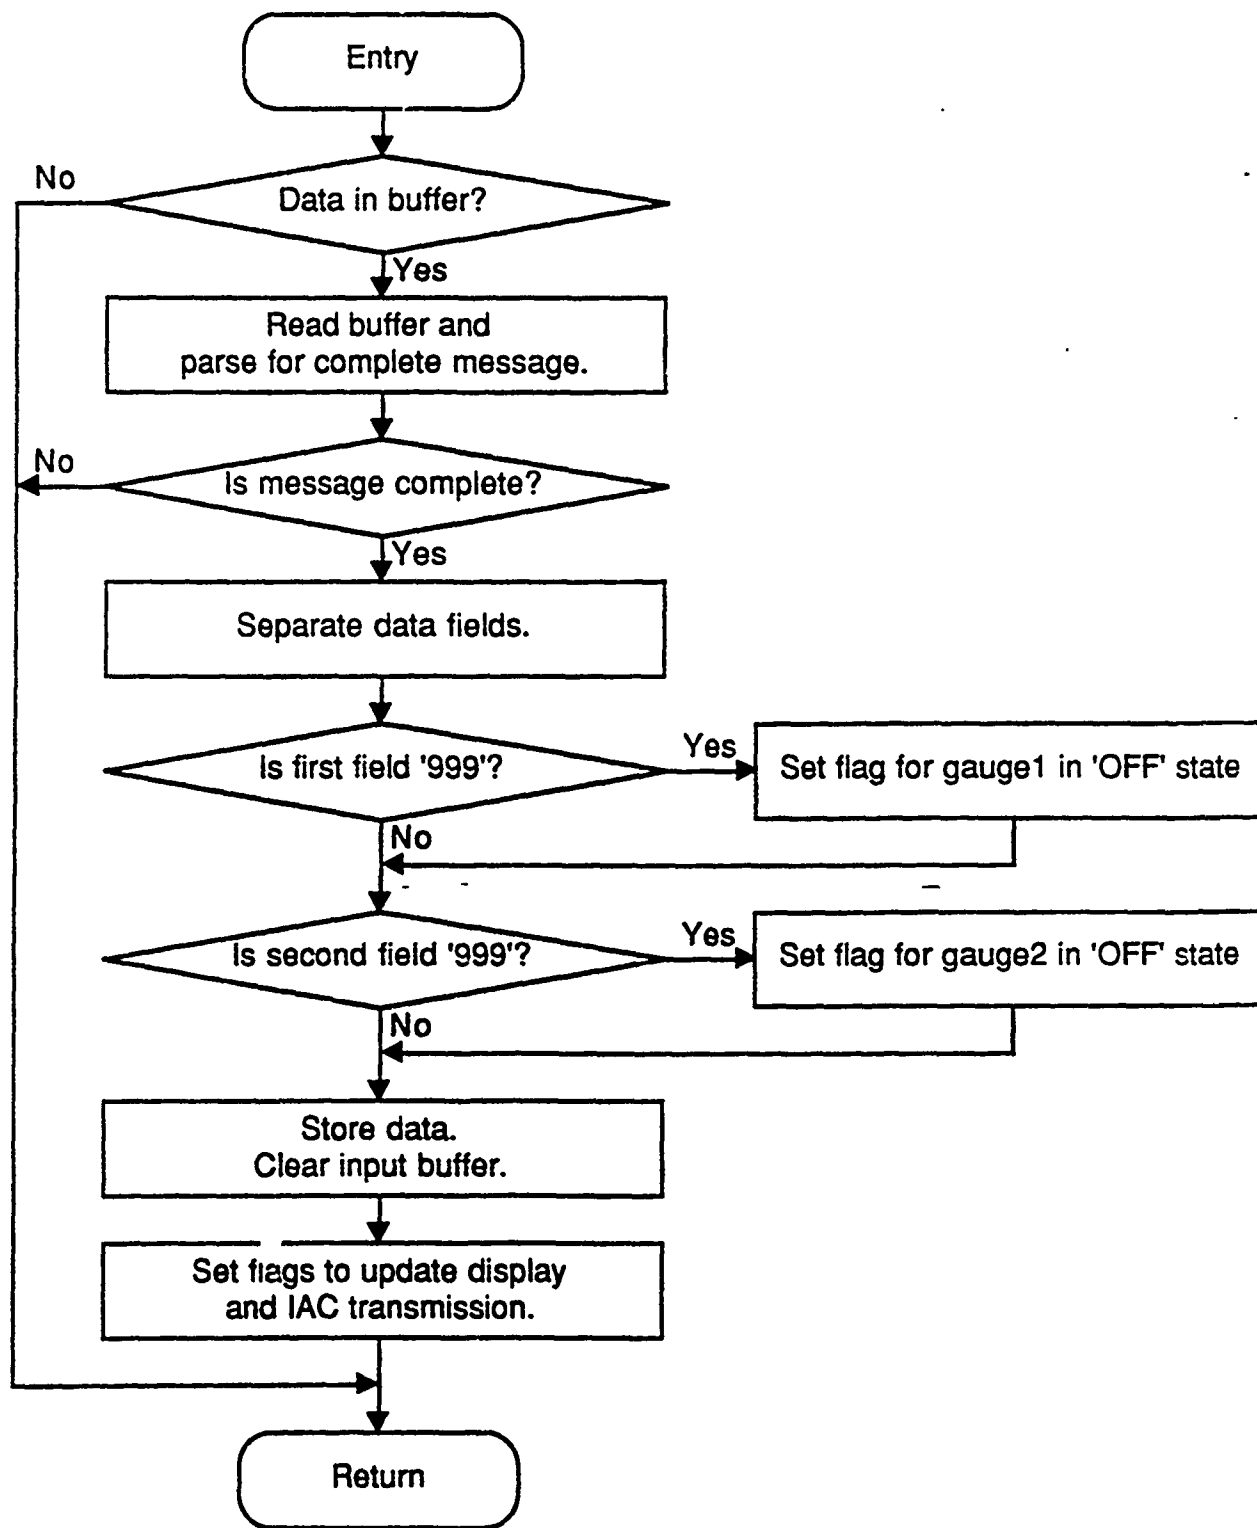 Entry
No
Data in buffer?
Yes
Read buffer and
parse for complete message.
No
Is message complete?
Yes
Separate data fields.
Is first field '999'?
Yes
Set flag for gauge1 in 'OFF' state
No
Is second field '999'?
Yes
Set flag for gauge2 in 'OFF' state
No
Store data.
Clear input buffer.
Set flags to update display
and IAC transmission.
Return